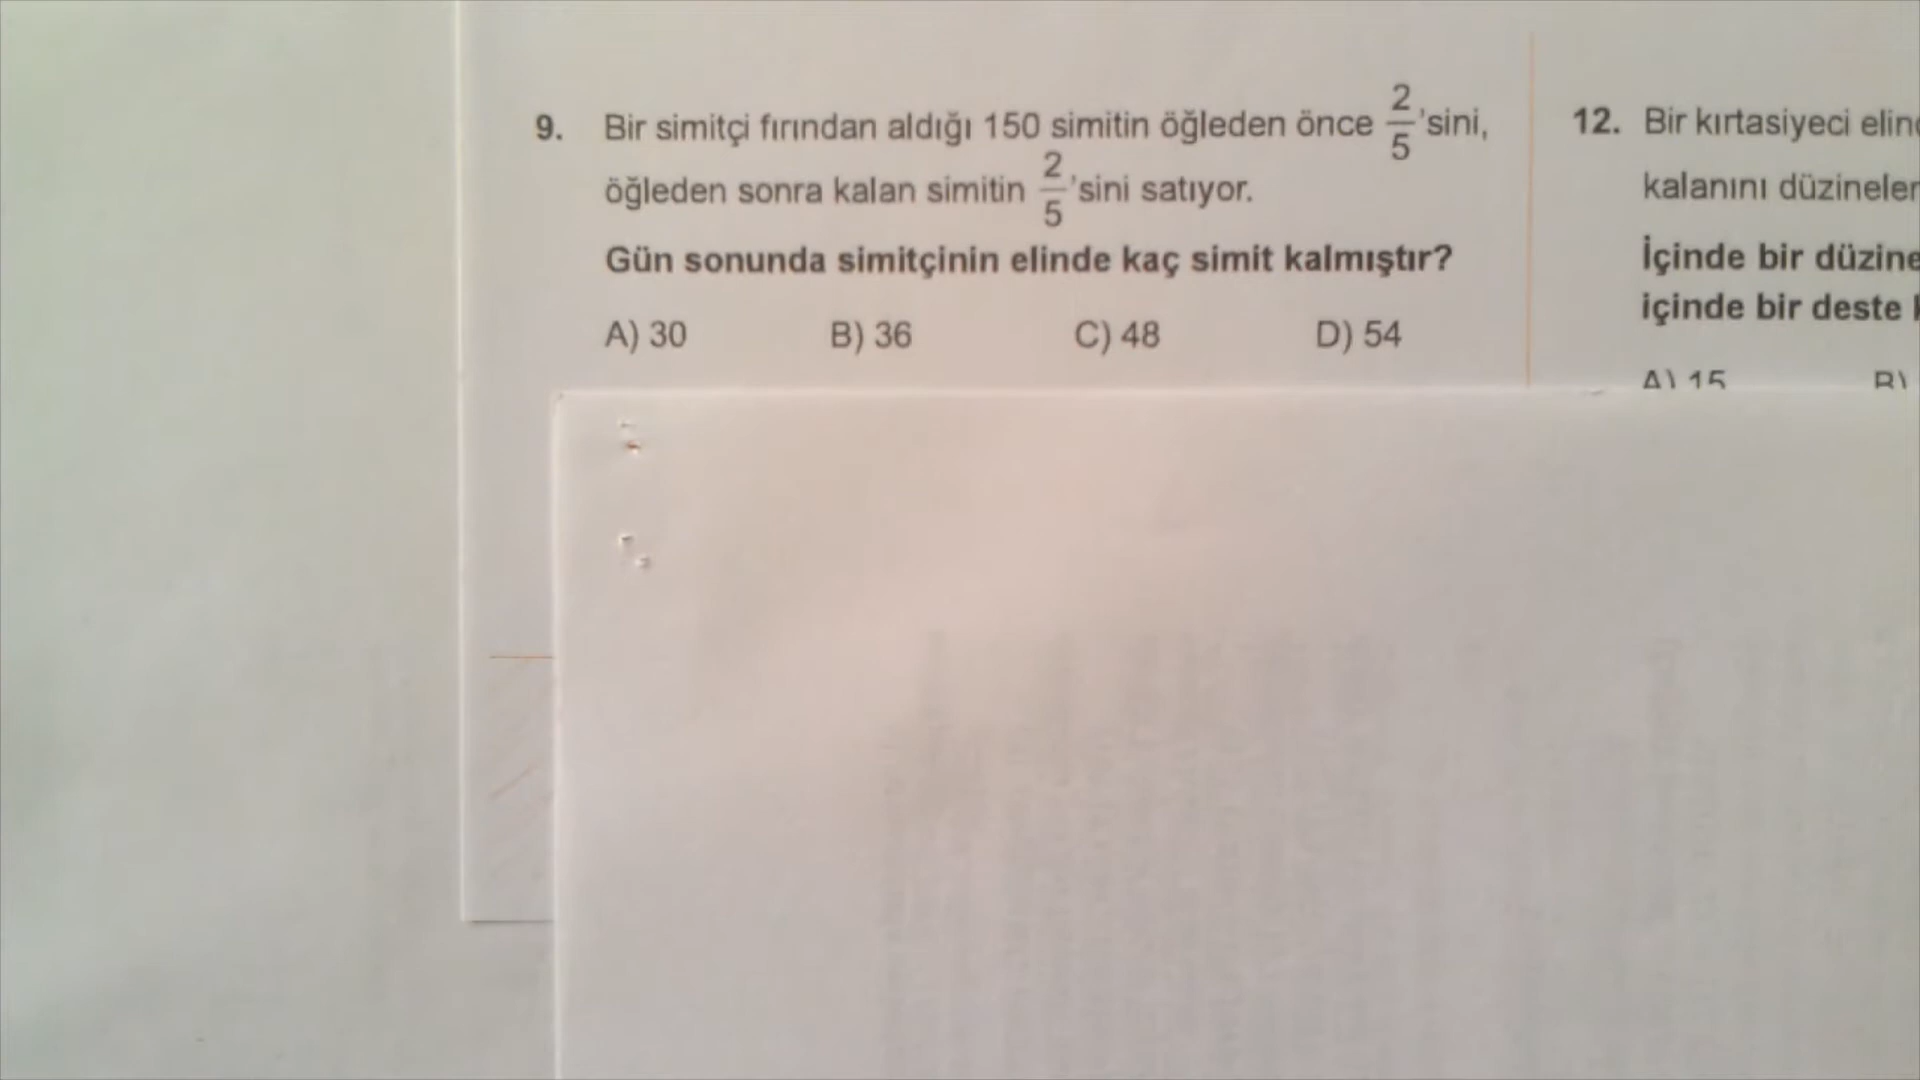 9. Bir simitçi fırından aldığı 150 simitin öğleden önce 2/5'sini,
öğleden sonra kalan simitin 2/5'sini satıyor.
Gün sonunda simitçinin elinde kaç simit kalmıştır?
A) 30 B) 36 C) 48 D) 54
12. Bir kırtasiyeci
kalanını
İçinde bir düzine
içinde bir deste
A) 15 B)